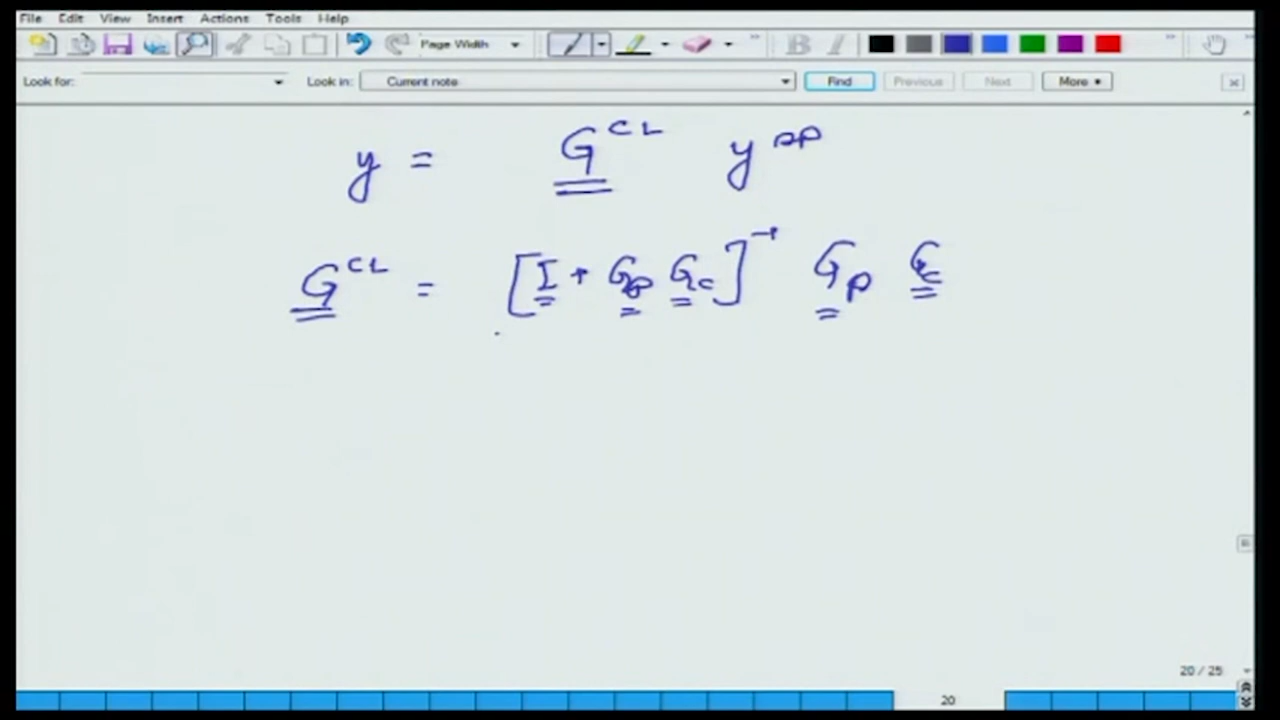 File Edit View Insert Actions Tools Help
Page Width
Look for: Look in: Current note Find Previous Next More
y = G^CL y^sp
G^CL = [I + Gp Gc]^-1 Gp Gc
20 / 25
20